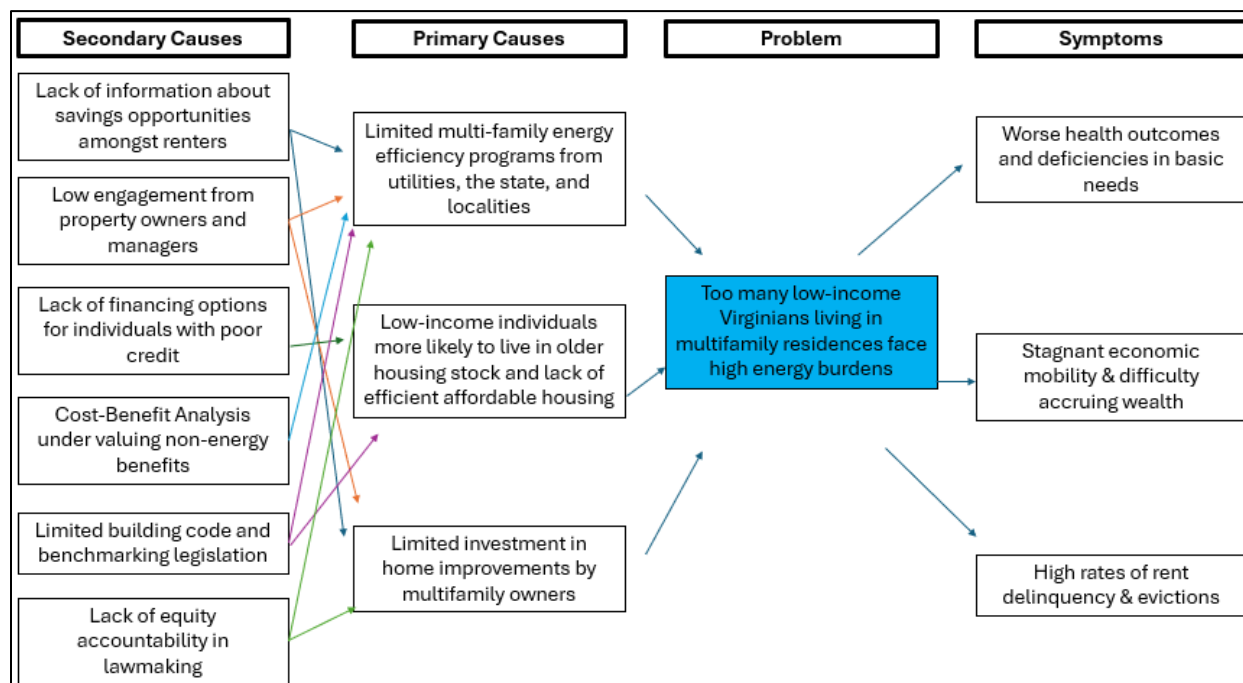 Secondary Causes
Primary Causes
Problem
Symptoms
Lack of information about
savings opportunities
amongst renters
Low engagement from
property owners and
managers
Lack of financing options
for individuals with poor
credit
Cost-Benefit Analysis
under valuing non-energy
benefits
Limited building code and
benchmarking legislation
Lack of equity
accountability in
lawmaking
Limited multi-family energy
efficiency programs from
utilities, the state, and
localities
Low-income individuals
more likely to live in older
housing stock and lack of
efficient affordable housing
Limited investment in
home improvements by
multifamily owners
Too many low-income
Virginians living in
multifamily residences face
high energy burdens
Worse health outcomes
and deficiencies in basic
needs
Stagnant economic
mobility & difficulty
accruing wealth
High rates of rent
delinquency & evictions